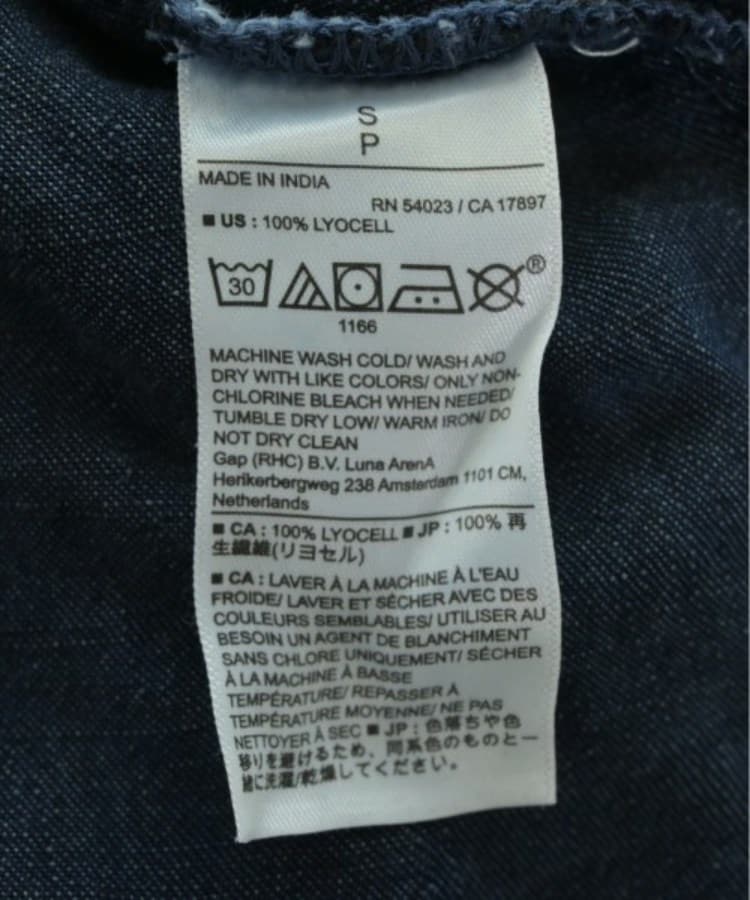 S
P
MADE IN INDIA
RN 54023 / CA 17897
■ US : 100% LYOCELL
30
®
1166
MACHINE WASH COLD/ WASH AND
DRY WITH LIKE COLORS/ ONLY NON-
CHLORINE BLEACH WHEN NEEDED/
TUMBLE DRY LOW/ WARM IRON/ DO
NOT DRY CLEAN
Gap (RHC) B.V. Luna ArenA
Herikerbergweg 238 Amsterdam 1101 CM,
Netherlands
■ CA : 100% LYOCELL ■ JP : 100% 再
生繊維(リヨセル)
■ CA : LAVER À LA MACHINE À L'EAU
FROIDE/ LAVER ET SÉCHER AVEC DES
COULEURS SEMBLABLES/ UTILISER AU
BESOIN UN AGENT DE BLANCHIMENT
SANS CHLORE UNIQUEMENT/ SÉCHER
À LA MACHINE À BASSE
TEMPÉRATURE/ REPASSER À
TEMPÉRATURE MOYENNE/ NE PAS
NETTOYER À SEC ■ JP : 色落ちや色
移りを避けるため、同系色のものと一
緒に洗濯/乾燥してください。